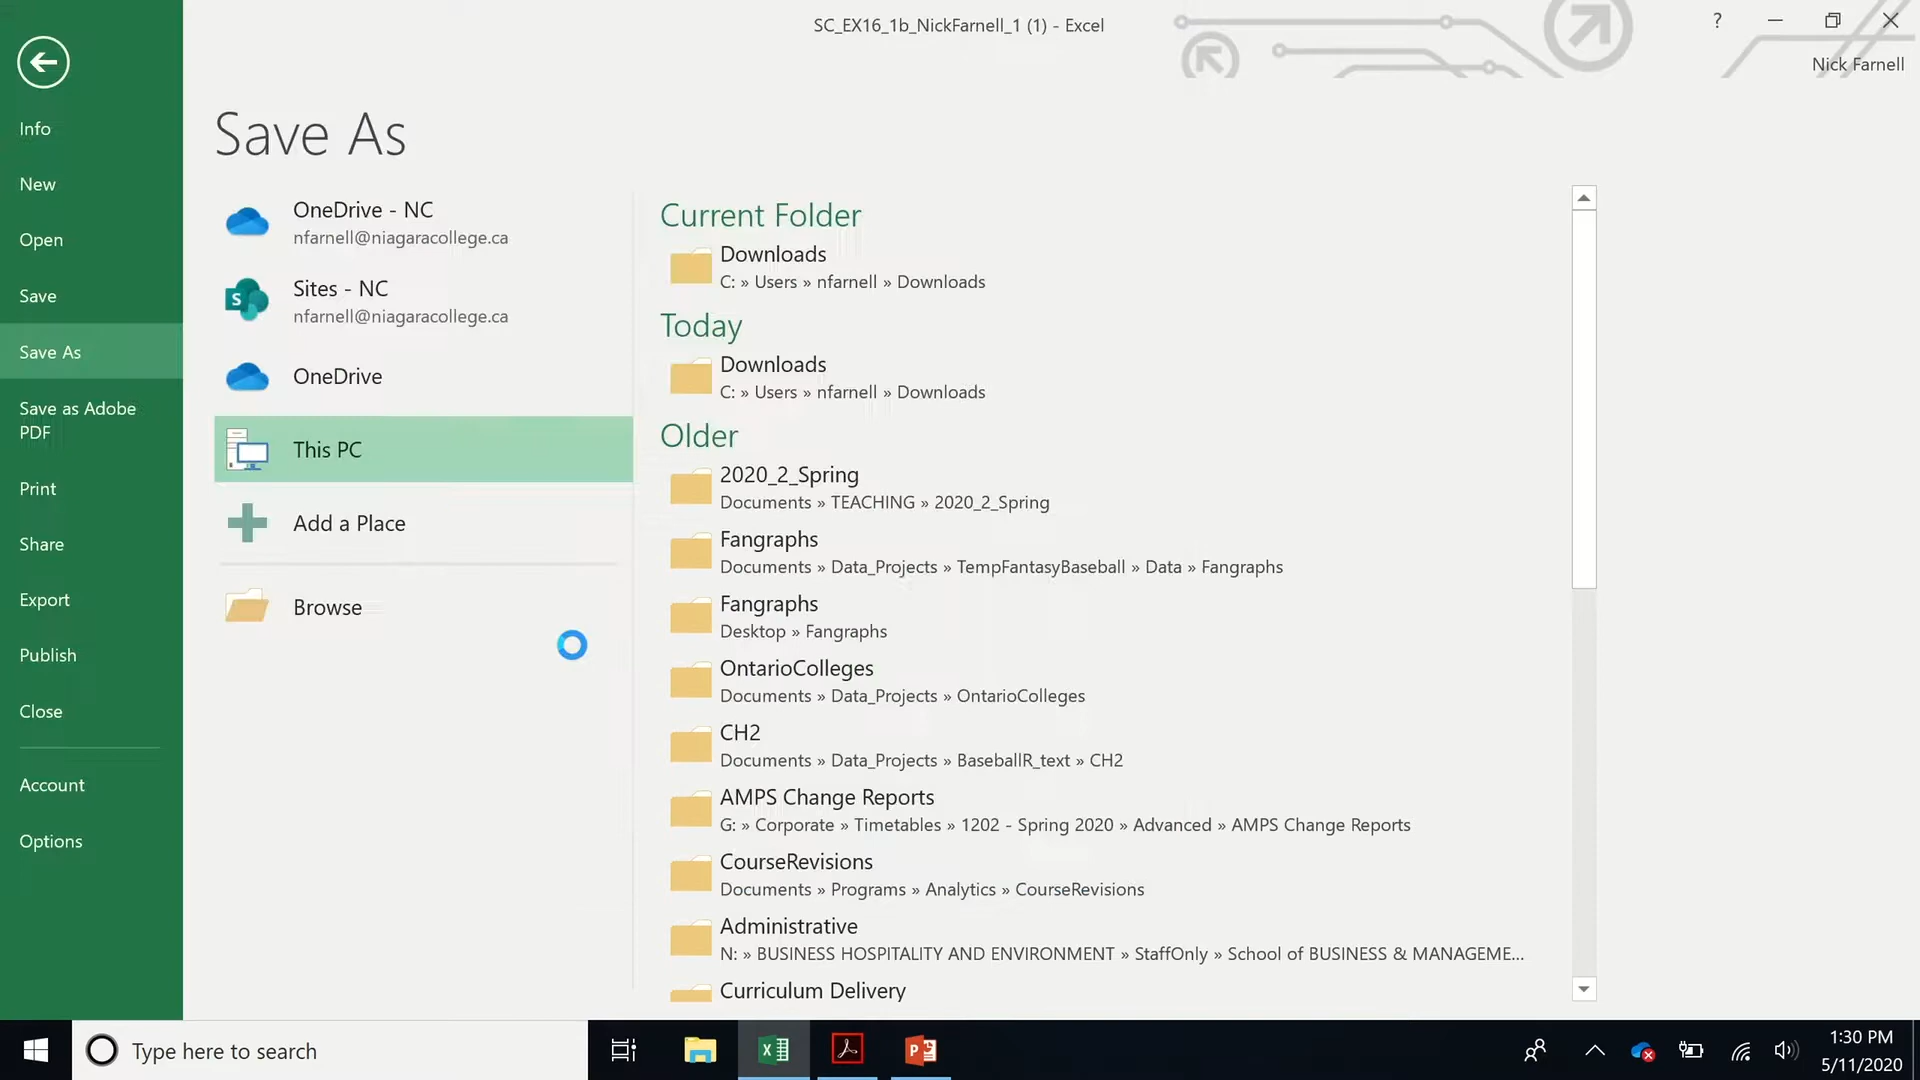 SC_EX16_1b_NickFarnell_1 (1) - Excel
?
Nick Farnell
Info
New
Open
Save
Save As
Save as Adobe
PDF
Print
Share
Export
Publish
Close
Account
Options
Save As
OneDrive - NC
nfarnell@niagaracollege.ca
S
Sites - NC
nfarnell@niagaracollege.ca
OneDrive
This PC
Add a Place
Browse
Current Folder
Downloads
C: » Users » nfarnell » Downloads
Today
Downloads
C: » Users » nfarnell » Downloads
Older
2020_2_Spring
Documents » TEACHING » 2020_2_Spring
Fangraphs
Documents » Data_Projects » TempFantasyBaseball » Data » Fangraphs
Fangraphs
Desktop » Fangraphs
OntarioColleges
Documents » Data_Projects » OntarioColleges
CH2
Documents » Data_Projects » BaseballR_text » CH2
AMPS Change Reports
G: » Corporate » Timetables » 1202 - Spring 2020 » Advanced » AMPS Change Reports
CourseRevisions
Documents » Programs » Analytics » CourseRevisions
Administrative
N: » BUSINESS HOSPITALITY AND ENVIRONMENT » StaffOnly » School of BUSINESS & MANAGEME...
Curriculum Delivery
Type here to search
1:30 PM
5/11/2020